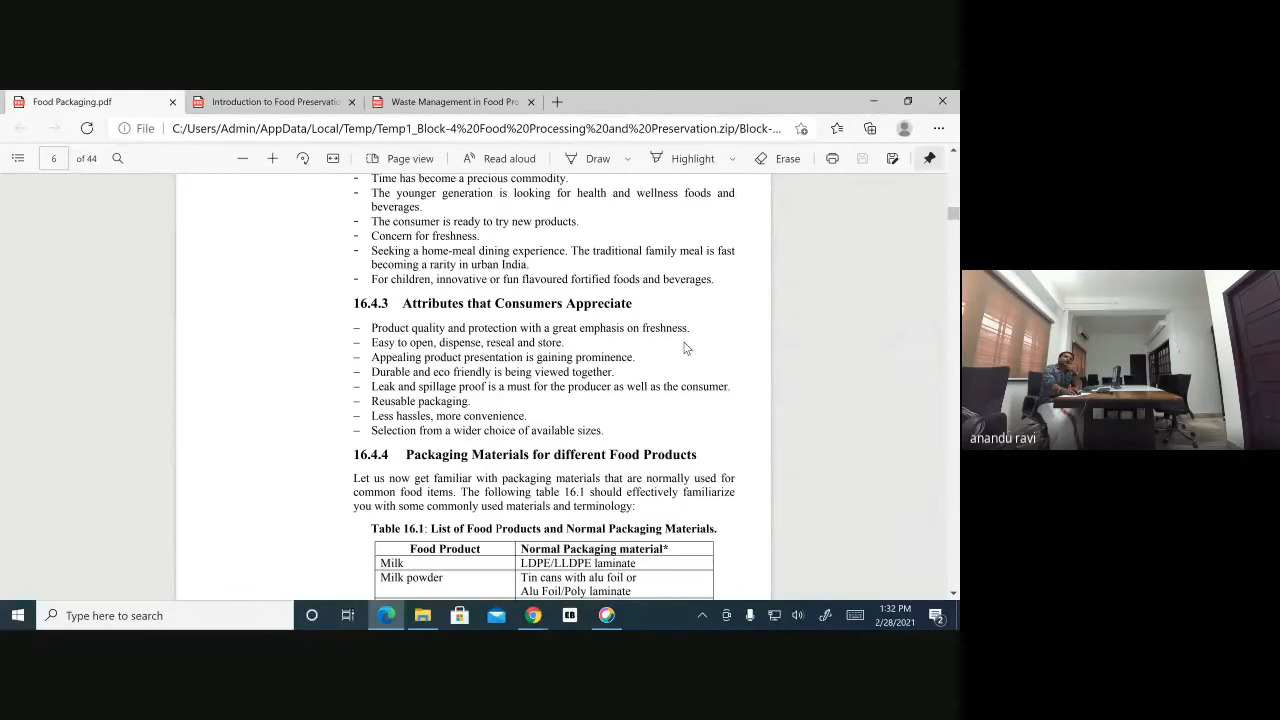 Food Packaging.pdf
Introduction to Food Preservatio
Waste Management in Food Pro
File
C:/Users/Admin/AppData/Local/Temp/Temp1_Block-4%20Food%20Processing%20and%20Preservation.zip/Block-...
6 of 44
Page view
Read aloud
Draw
Highlight
Erase
- Time has become a precious commodity.
- The younger generation is looking for health and wellness foods and
beverages.
- The consumer is ready to try new products.
- Concern for freshness.
- Seeking a home-meal dining experience. The traditional family meal is fast
becoming a rarity in urban India.
- For children, innovative or fun flavoured fortified foods and beverages.
16.4.3 Attributes that Consumers Appreciate
– Product quality and protection with a great emphasis on freshness.
– Easy to open, dispense, reseal and store.
– Appealing product presentation is gaining prominence.
– Durable and eco friendly is being viewed together.
– Leak and spillage proof is a must for the producer as well as the consumer.
– Reusable packaging.
– Less hassles, more convenience.
– Selection from a wider choice of available sizes.
16.4.4 Packaging Materials for different Food Products
Let us now get familiar with packaging materials that are normally used for
common food items. The following table 16.1 should effectively familiarize
you with some commonly used materials and terminology:
Table 16.1: List of Food Products and Normal Packaging Materials.
Food Product Normal Packaging material*
Milk LDPE/LLDPE laminate
Milk powder Tin cans with alu foil or
Alu Foil/Poly laminate
Type here to search
1:32 PM
2/28/2021
2
anandu ravi